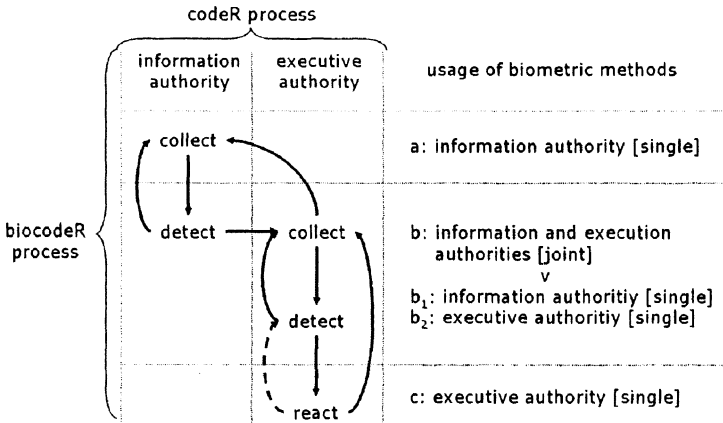 codeR process
information authority
executive authority
usage of biometric methods
collect
a: information authority [single]
biocodeR process
detect
collect
b: information and execution
authorities [joint]
v
b₁: information authoritiy [single]
b₂: executive authoritiy [single]
detect
react
c: executive authority [single]